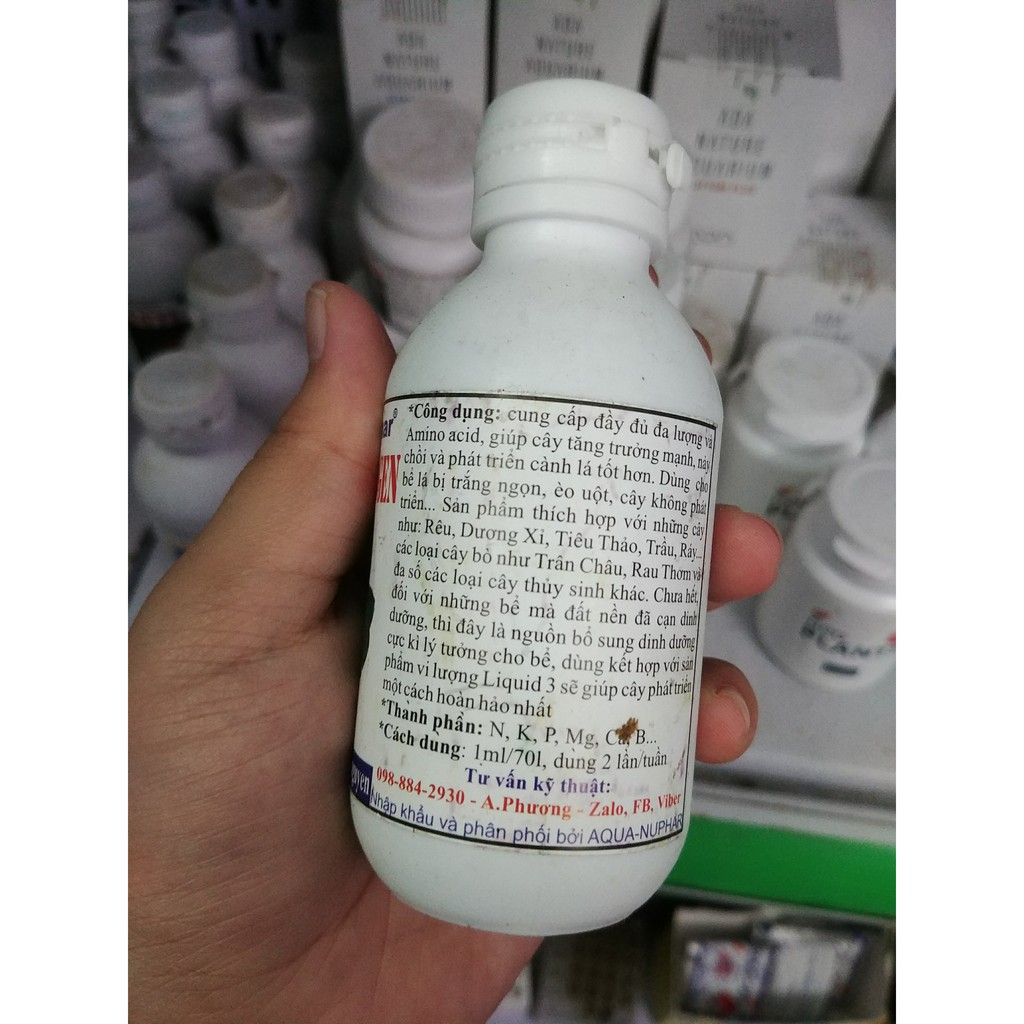 *Công dụng: cung cấp đầy đủ đa lượng và
Amino acid, giúp cây tăng trưởng mạnh, nảy
chồi và phát triển cành lá tốt hơn. Dùng cho
bể lá bị trắng ngọn, èo uột, cây không phát
triển... Sản phẩm thích hợp với những cây
như: Rêu, Dương Xỉ, Tiêu Thảo, Trầu, Ráy...
các loại cây bò như Trân Châu, Rau Thơm và
đa số các loại cây thủy sinh khác. Chưa hết,
đối với những bể mà đất nền đã cạn dinh
dưỡng, thì đây là nguồn bổ sung dinh dưỡng
cực kì lý tưởng cho bể, dùng kết hợp với sản
phẩm vi lượng Liquid 3 sẽ giúp cây phát triển
một cách hoàn hảo nhất
*Thành phần: N, K, P, Mg, Ca, B...
*Cách dùng: 1ml/70l, dùng 2 lần/tuần
Tư vấn kỹ thuật:
098-884-2930 - A.Phương - Zalo, FB, Viber
Nhập khẩu và phân phối bởi AQUA-NUPHAR